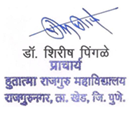 डॉ. शिरीष पिंगळे
प्राचार्य
हुतात्मा राजगुरु महाविद्यालय
राजगुरुनगर, ता. खेड, जि. पुणे.